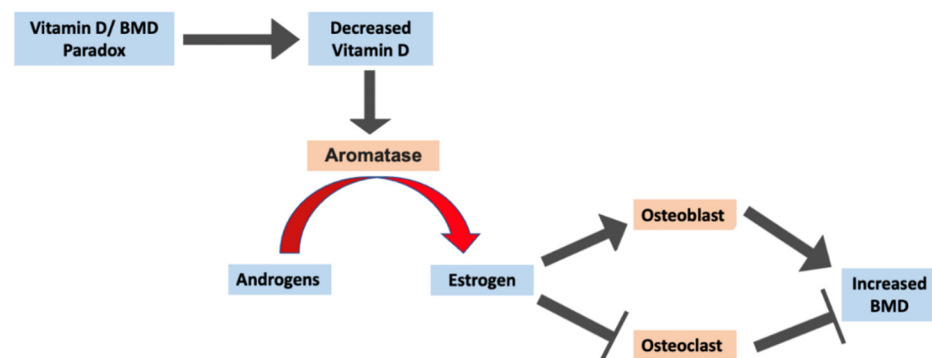 Vitamin D/ BMD
Paradox
Decreased
Vitamin D
Aromatase
Androgens
Estrogen
Osteoblast
Osteoclast
Increased
BMD